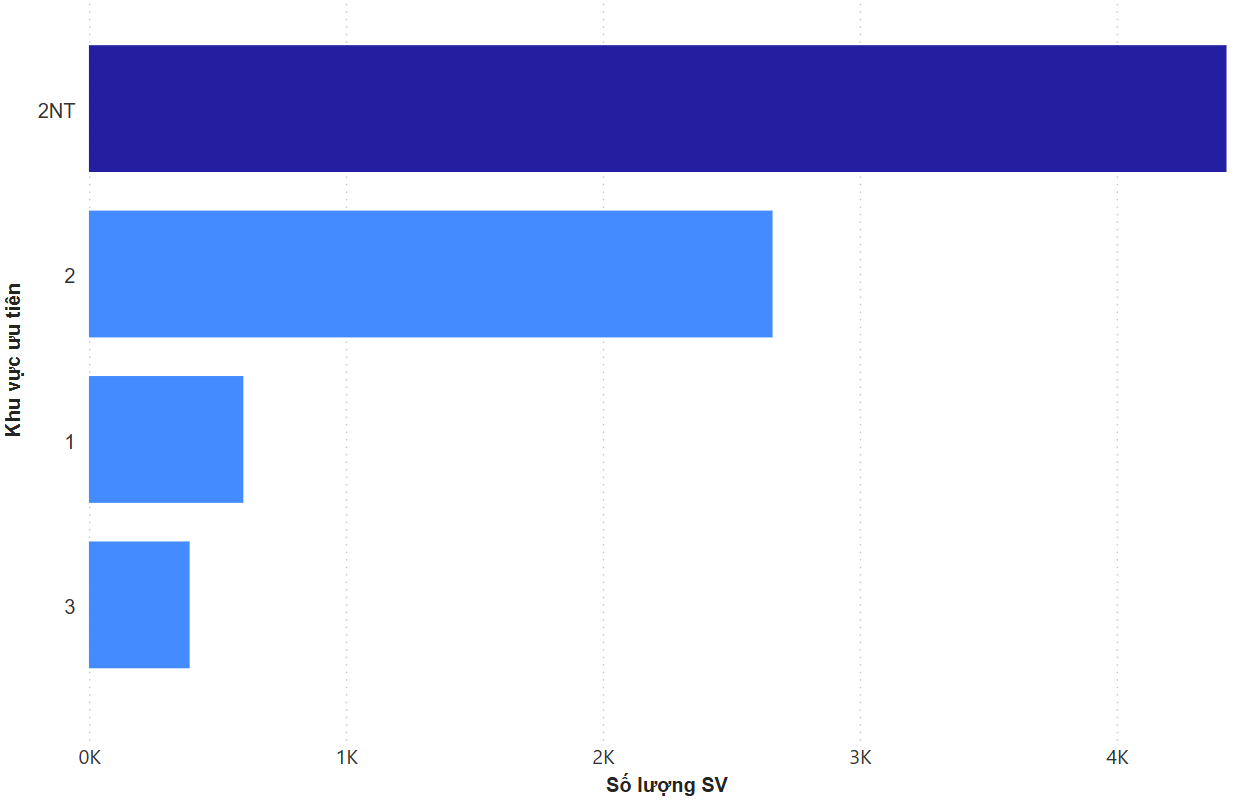 2NT
2
1
3
Khu vực ưu tiên
0K 1K 2K 3K 4K
Số lượng SV